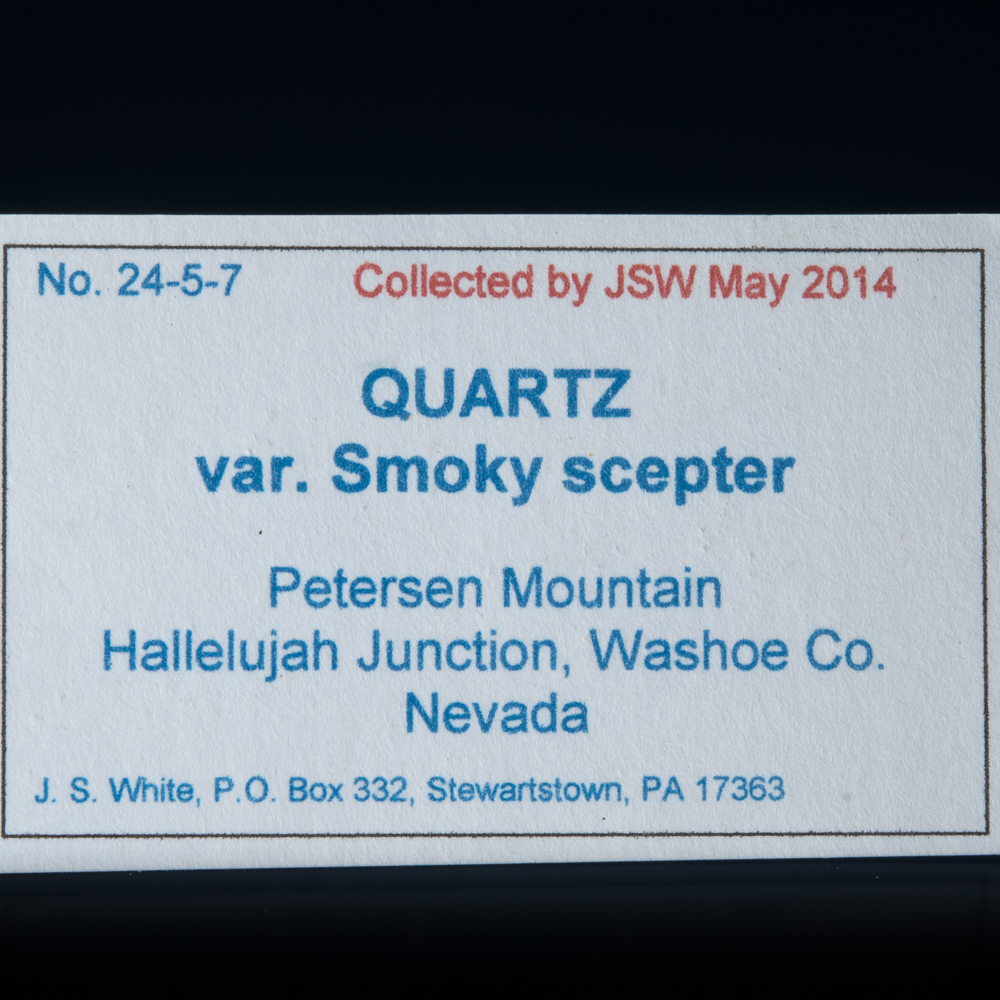 No. 24-5-7 Collected by JSW May 2014
QUARTZ
var. Smoky scepter
Petersen Mountain
Hallelujah Junction, Washoe Co.
Nevada
J. S. White, P.O. Box 332, Stewartstown, PA 17363